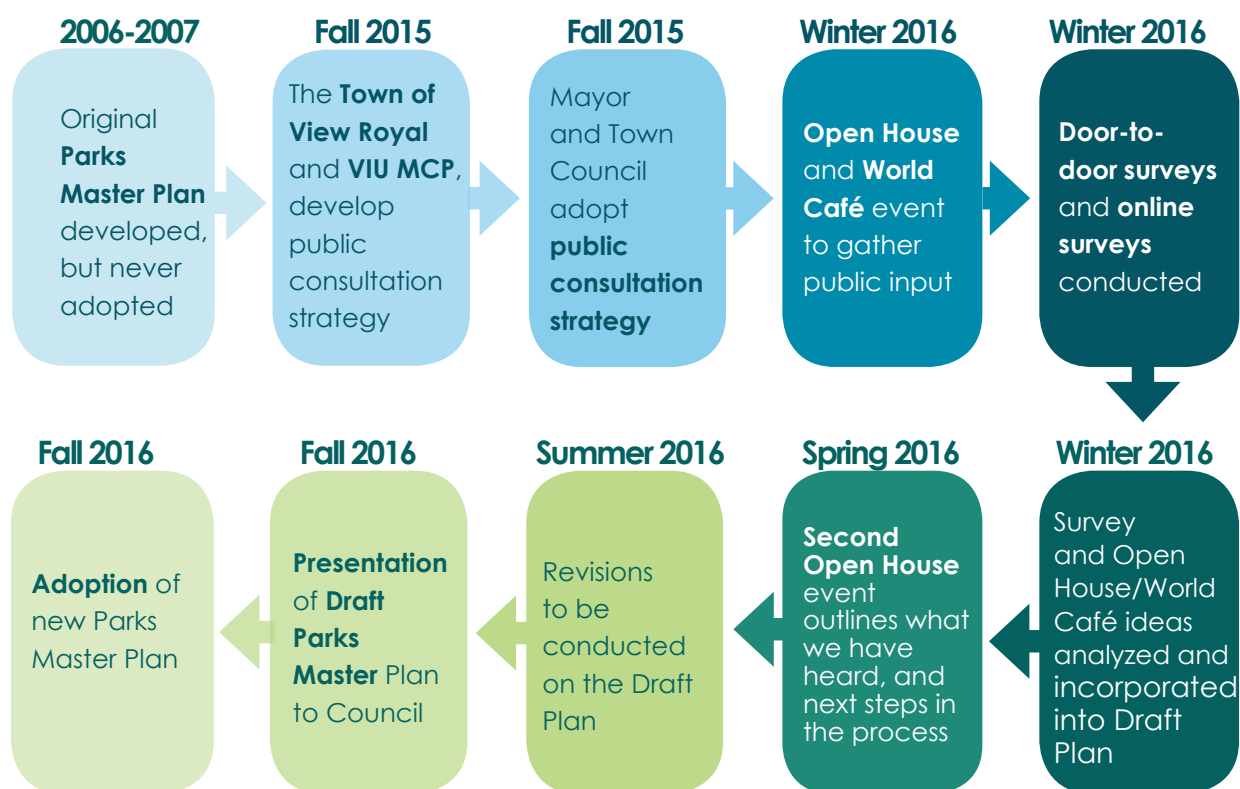 2006-2007
Original
Parks
Master Plan
developed,
but never
adopted
Fall 2015
The Town of
View Royal
and VIU MCP,
develop
public
consultation
strategy
Fall 2015
Mayor
and Town
Council
adopt
public
consultation
strategy
Winter 2016
Open House
and World
Café event
to gather
public input
Winter 2016
Door-to-
door surveys
and online
surveys
conducted
Winter 2016
Survey
and Open
House/World
Café ideas
analyzed and
incorporated
into Draft
Plan
Spring 2016
Second
Open House
event
outlines what
we have
heard, and
next steps in
the process
Summer 2016
Revisions
to be
conducted
on the Draft
Plan
Fall 2016
Presentation
of Draft
Parks
Master Plan
to Council
Fall 2016
Adoption of
new Parks
Master Plan